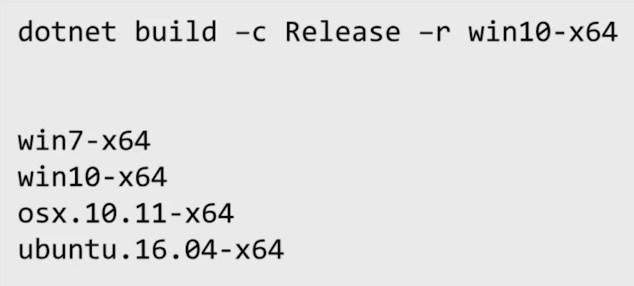 dotnet build –c Release –r win10-x64
win7-x64
win10-x64
osx.10.11-x64
ubuntu.16.04-x64